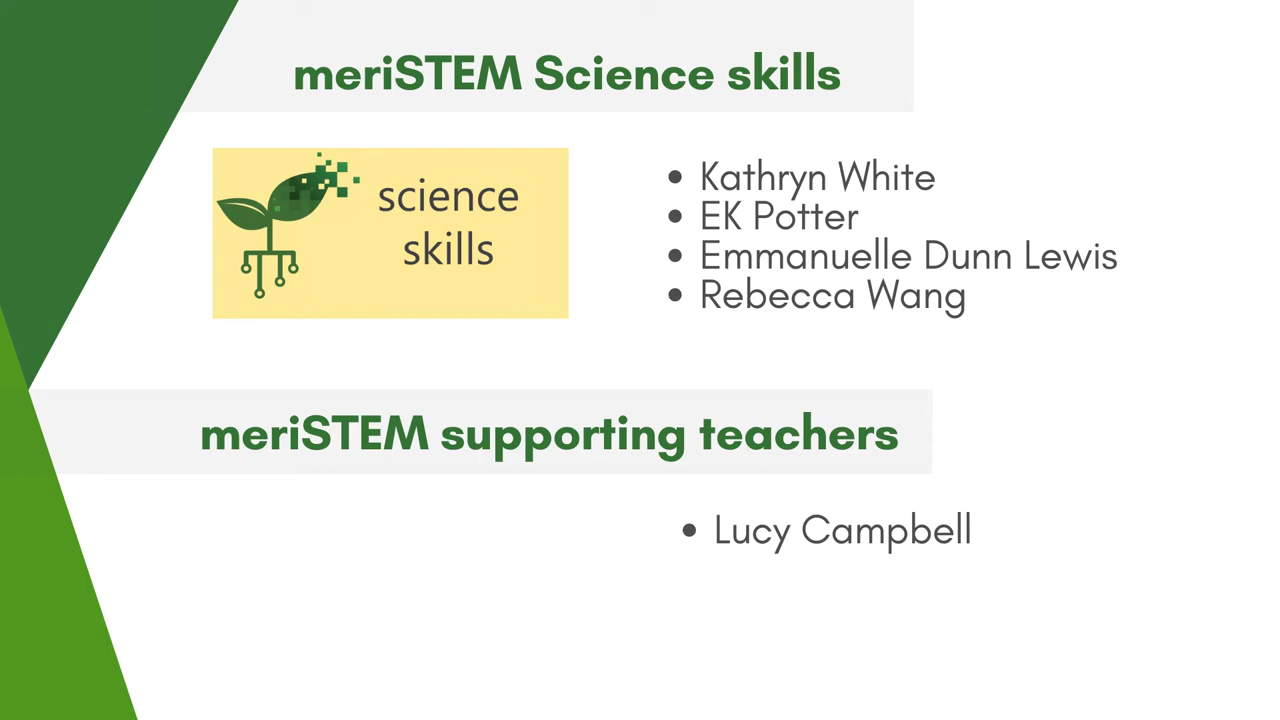 meriSTEM Science skills
science
skills
• Kathryn White
• EK Potter
• Emmanuelle Dunn Lewis
• Rebecca Wang
meriSTEM supporting teachers
• Lucy Campbell